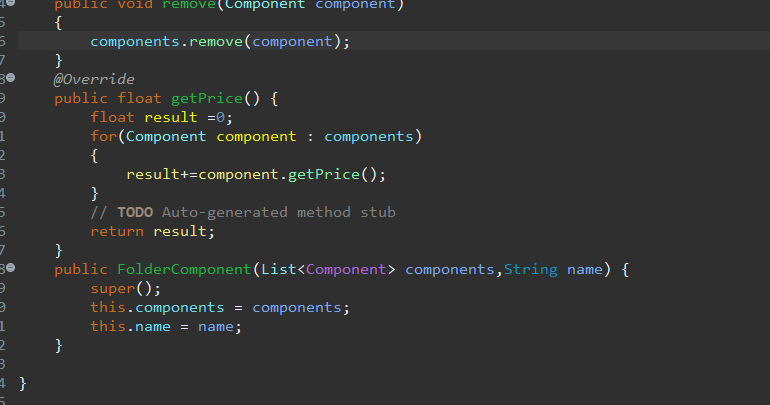 4 public void remove(Component component)
5 {
6 components.remove(component);
7 }
8 @Override
9 public float getPrice() {
0 float result =0;
1 for(Component component : components)
2 {
3 result+=component.getPrice();
4 }
5 // TODO Auto-generated method stub
6 return result;
7 }
8 public FolderComponent(List<Component> components,String name) {
9 super();
0 this.components = components;
1 this.name = name;
2 }
3
4 }
5